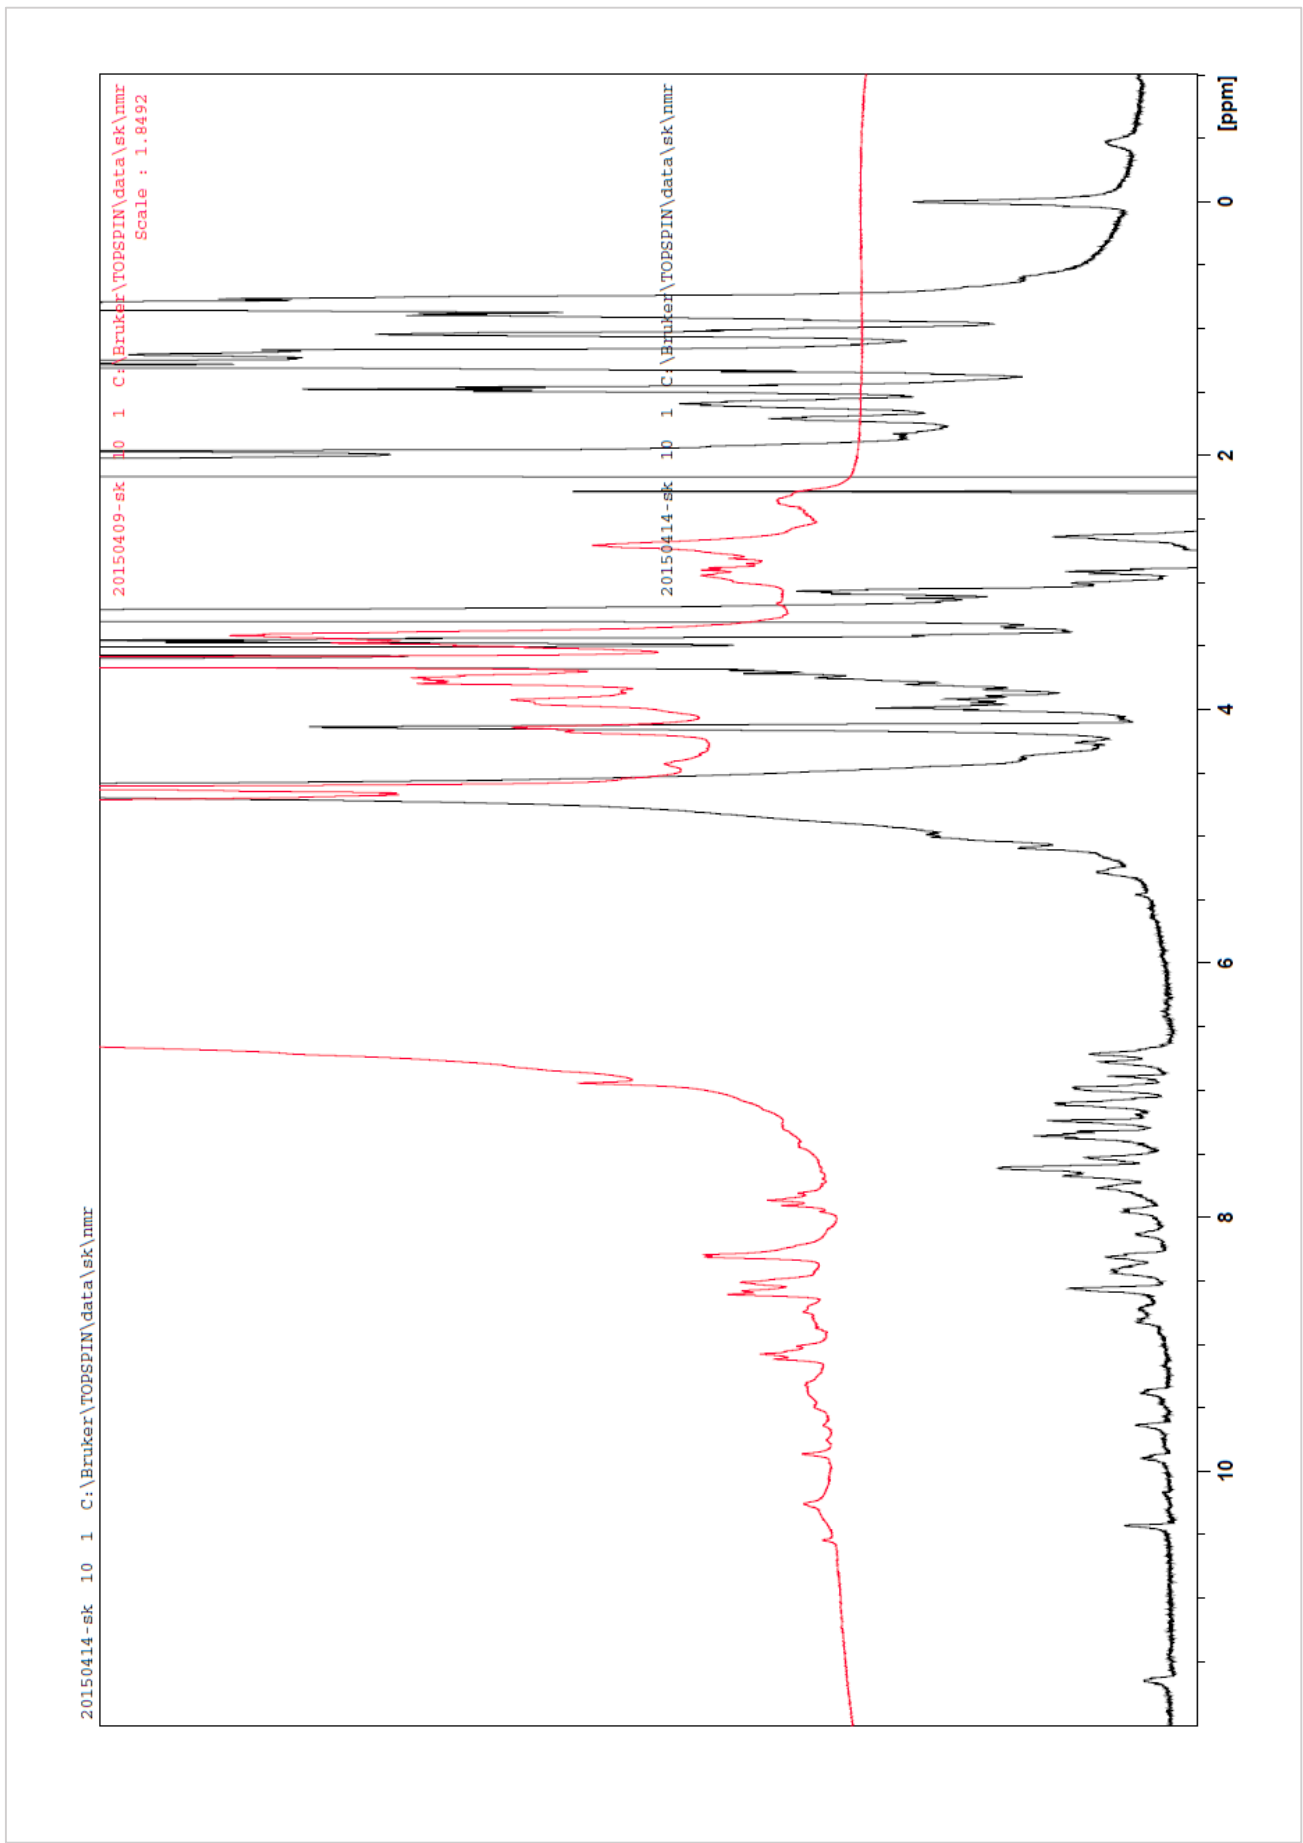 20150414-sk 10 1 C:\Bruker\TOPSPIN\data\sk\nmr
20150409-sk 10 1 C:\Bruker\TOPSPIN\data\sk\nmr
Scale : 1.8492
20150414-sk 10 1 C:\Bruker\TOPSPIN\data\sk\nmr
10 8 6 4 2 0 [ppm]